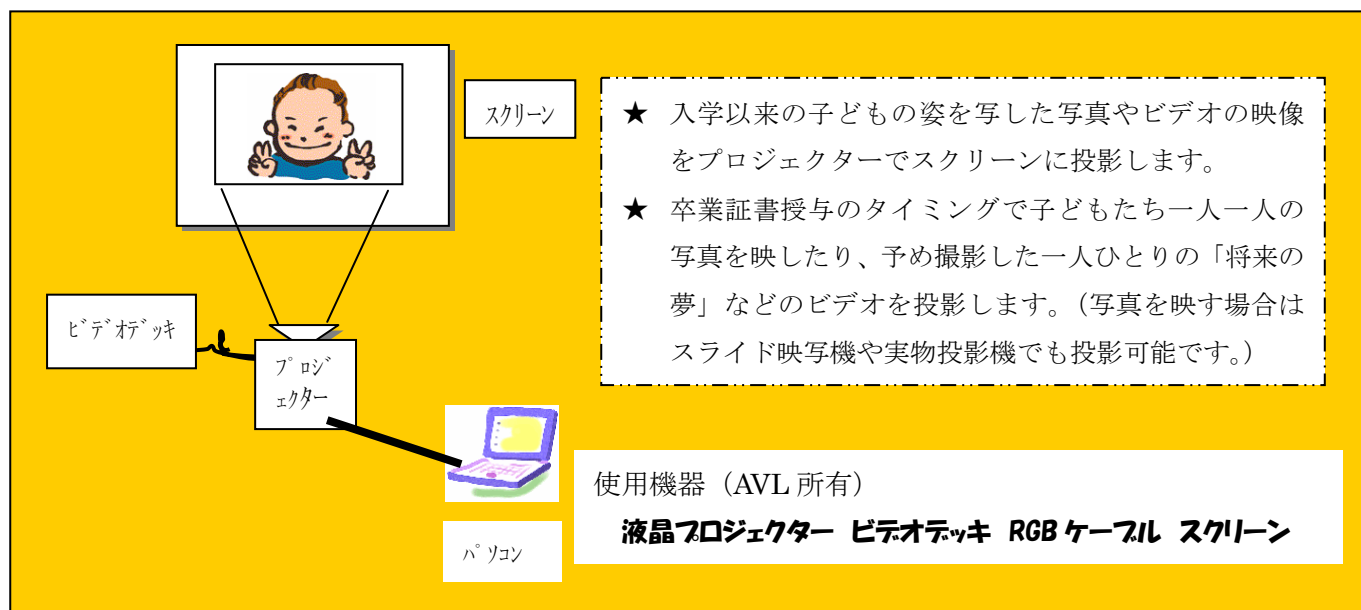 スクリーン
★ 入学以来の子どもの姿を写した写真やビデオの映像
をプロジェクターでスクリーンに投影します。
★ 卒業証書授与のタイミングで子どもたち一人一人の
写真を映したり、予め撮影した一人ひとりの「将来の
夢」などのビデオを投影します。（写真を映す場合は
スライド映写機や実物投影機でも投影可能です。）
ﾋﾞﾃﾞｵﾃﾞｯｷ
ﾌﾟﾛｼﾞ
ｪｸﾀｰ
使用機器（AVL 所有）
液晶プロジェクター ビデオデッキ RGB ケーブル スクリーン
ﾊﾟｿｺﾝ